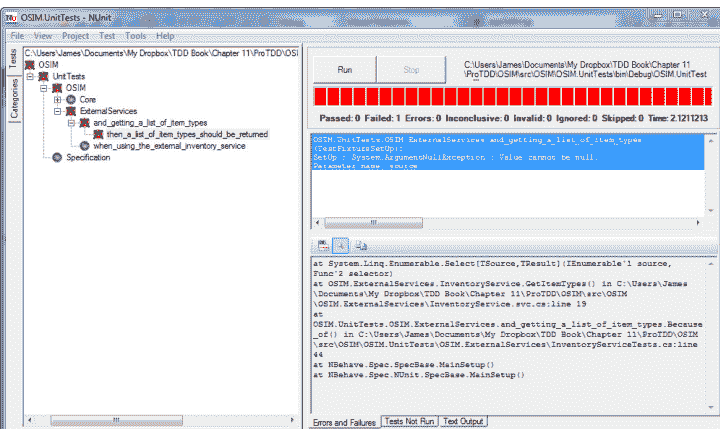 OSIM.UnitTests - NUnit
File View Project Test Tools Help
Tests
Categories
C:\Users\James\Documents\My Dropbox\TDD Book\Chapter 11\ProTDD\OSI
OSIM
UnitTests
OSIM
Core
ExternalServices
and_getting_a_list_of_item_types
then_a_list_of_item_types_should_be_returned
when_using_the_external_inventory_service
Specification
Run
Stop
C:\Users\James\Documents\My Dropbox\TDD Book\Chapter 11
\ProTDD\OSIM\src\OSIM\OSIM.UnitTests\bin\Debug\OSIM.UnitTest
Passed: 0 Failed: 1 Errors: 0 Inconclusive: 0 Invalid: 0 Ignored: 0 Skipped: 0 Time: 2.1211213
OSIM.UnitTests.OSIM.ExternalServices.and_getting_a_list_of_item_types
(TestFixtureSetUp):
SetUp : System.ArgumentNullException : Value cannot be null.
Parameter name: source
at System.Linq.Enumerable.Select[TSource,TResult](IEnumerable`1 source,
Func`2 selector)
at OSIM.ExternalServices.InventoryService.GetItemTypes() in C:\Users\James
\Documents\My Dropbox\TDD Book\Chapter 11\ProTDD\OSIM\src\OSIM
\OSIM.ExternalServices\InventoryService.svc.cs:line 19
at
OSIM.UnitTests.OSIM.ExternalServices.and_getting_a_list_of_item_types.Because
_of() in C:\Users\James\Documents\My Dropbox\TDD Book\Chapter 11\ProTDD\OSIM
\src\OSIM\OSIM.UnitTests\OSIM.ExternalServices\InventoryServiceTests.cs:line
44
at NBehave.Spec.SpecBase.MainSetup()
at NBehave.Spec.NUnit.SpecBase.MainSetup()
Errors and Failures Tests Not Run Text Output